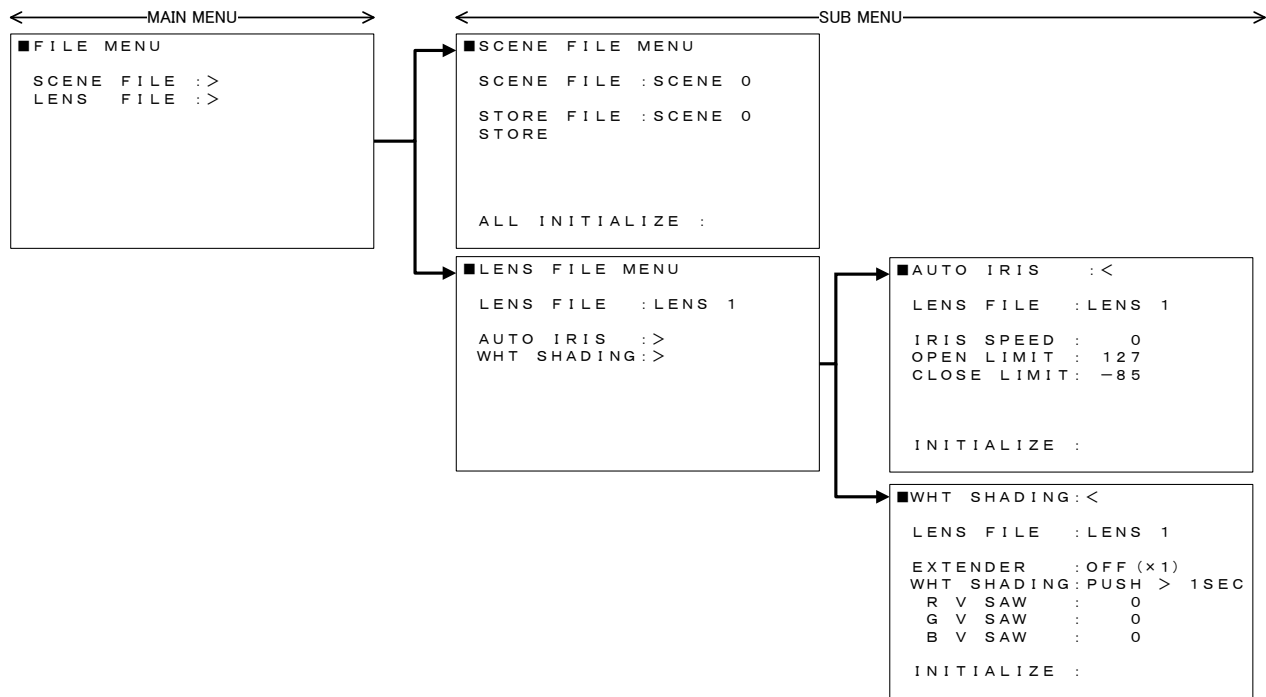 MAIN MENU
SUB MENU
■FILE MENU
SCENE FILE :>
LENS FILE :>
■SCENE FILE MENU
SCENE FILE :SCENE 0
STORE FILE :SCENE 0
STORE
ALL INITIALIZE :
■LENS FILE MENU
LENS FILE :LENS 1
AUTO IRIS :>
WHT SHADING:>
■AUTO IRIS :<
LENS FILE :LENS 1
IRIS SPEED : 0
OPEN LIMIT : 127
CLOSE LIMIT: −85
INITIALIZE :
■WHT SHADING:<
LENS FILE :LENS 1
EXTENDER :OFF(×1)
WHT SHADING:PUSH > 1SEC
R V SAW : 0
G V SAW : 0
B V SAW : 0
INITIALIZE :